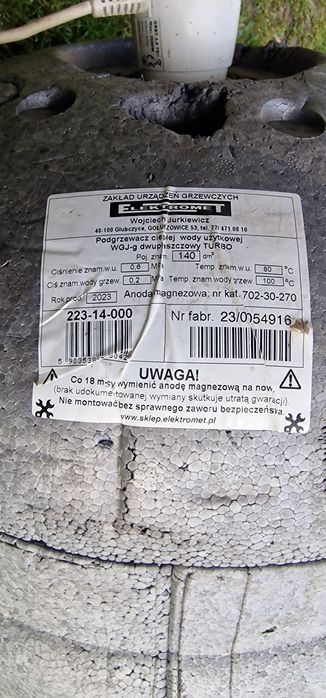 ZAKŁAD URZĄDZEŃ GRZEWCZYCH
ELEKTROMET
Wojciech Jurkiewicz
48-100 Głubczyce, GOŁUSZOWICE 53, tel. 77/ 471 08 10
Podgrzewacz ciepłej wody użytkowej
WGJ-g dwupłaszczowy TURBO
Poj. znam. 140 dm³
Ciśnienie znam.w.u. 0.6 MPa Temp. znam.w.u. 80 °C
Ciś.znam.wody grzew. 0.2 MPa Temp. znam.wody grzew 100 °C
Rok prod. 2023 Anoda magnezowa: nr kat. 702-30-270
223-14-000 Nr fabr. 23/0054916
UWAGA!
Co 18 m-cy wymienić anodę magnezową na nową.
(brak udokumentowanej wymiany skutkuje utratą gwarancji).
Nie montować bez sprawnego zaworu bezpieczeństwa.
www.sklep.elektromet.pl